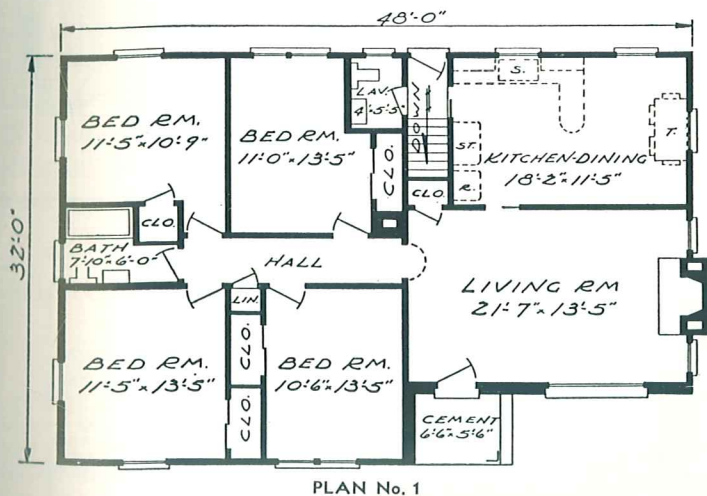 48'-0"
32'-0"
BED RM.
11'-5" x 10'-9"
BED RM.
11'-0" x 13'-5"
LAV.
4'-5'-5"
DOWN
S.
ST.
R.
T.
KITCHEN-DINING
18'-2" x 11'-5"
CLO.
CLO.
CLO.
BATH
7'-10" x 6'-0"
HALL
LIVING RM
21'-7" x 13'-5"
LIN.
CLO.
CLO.
BED RM.
11'-5" x 13'-5"
BED RM.
10'-6" x 13'-5"
CEMENT
6'-6" x 5'-6"
PLAN No. 1